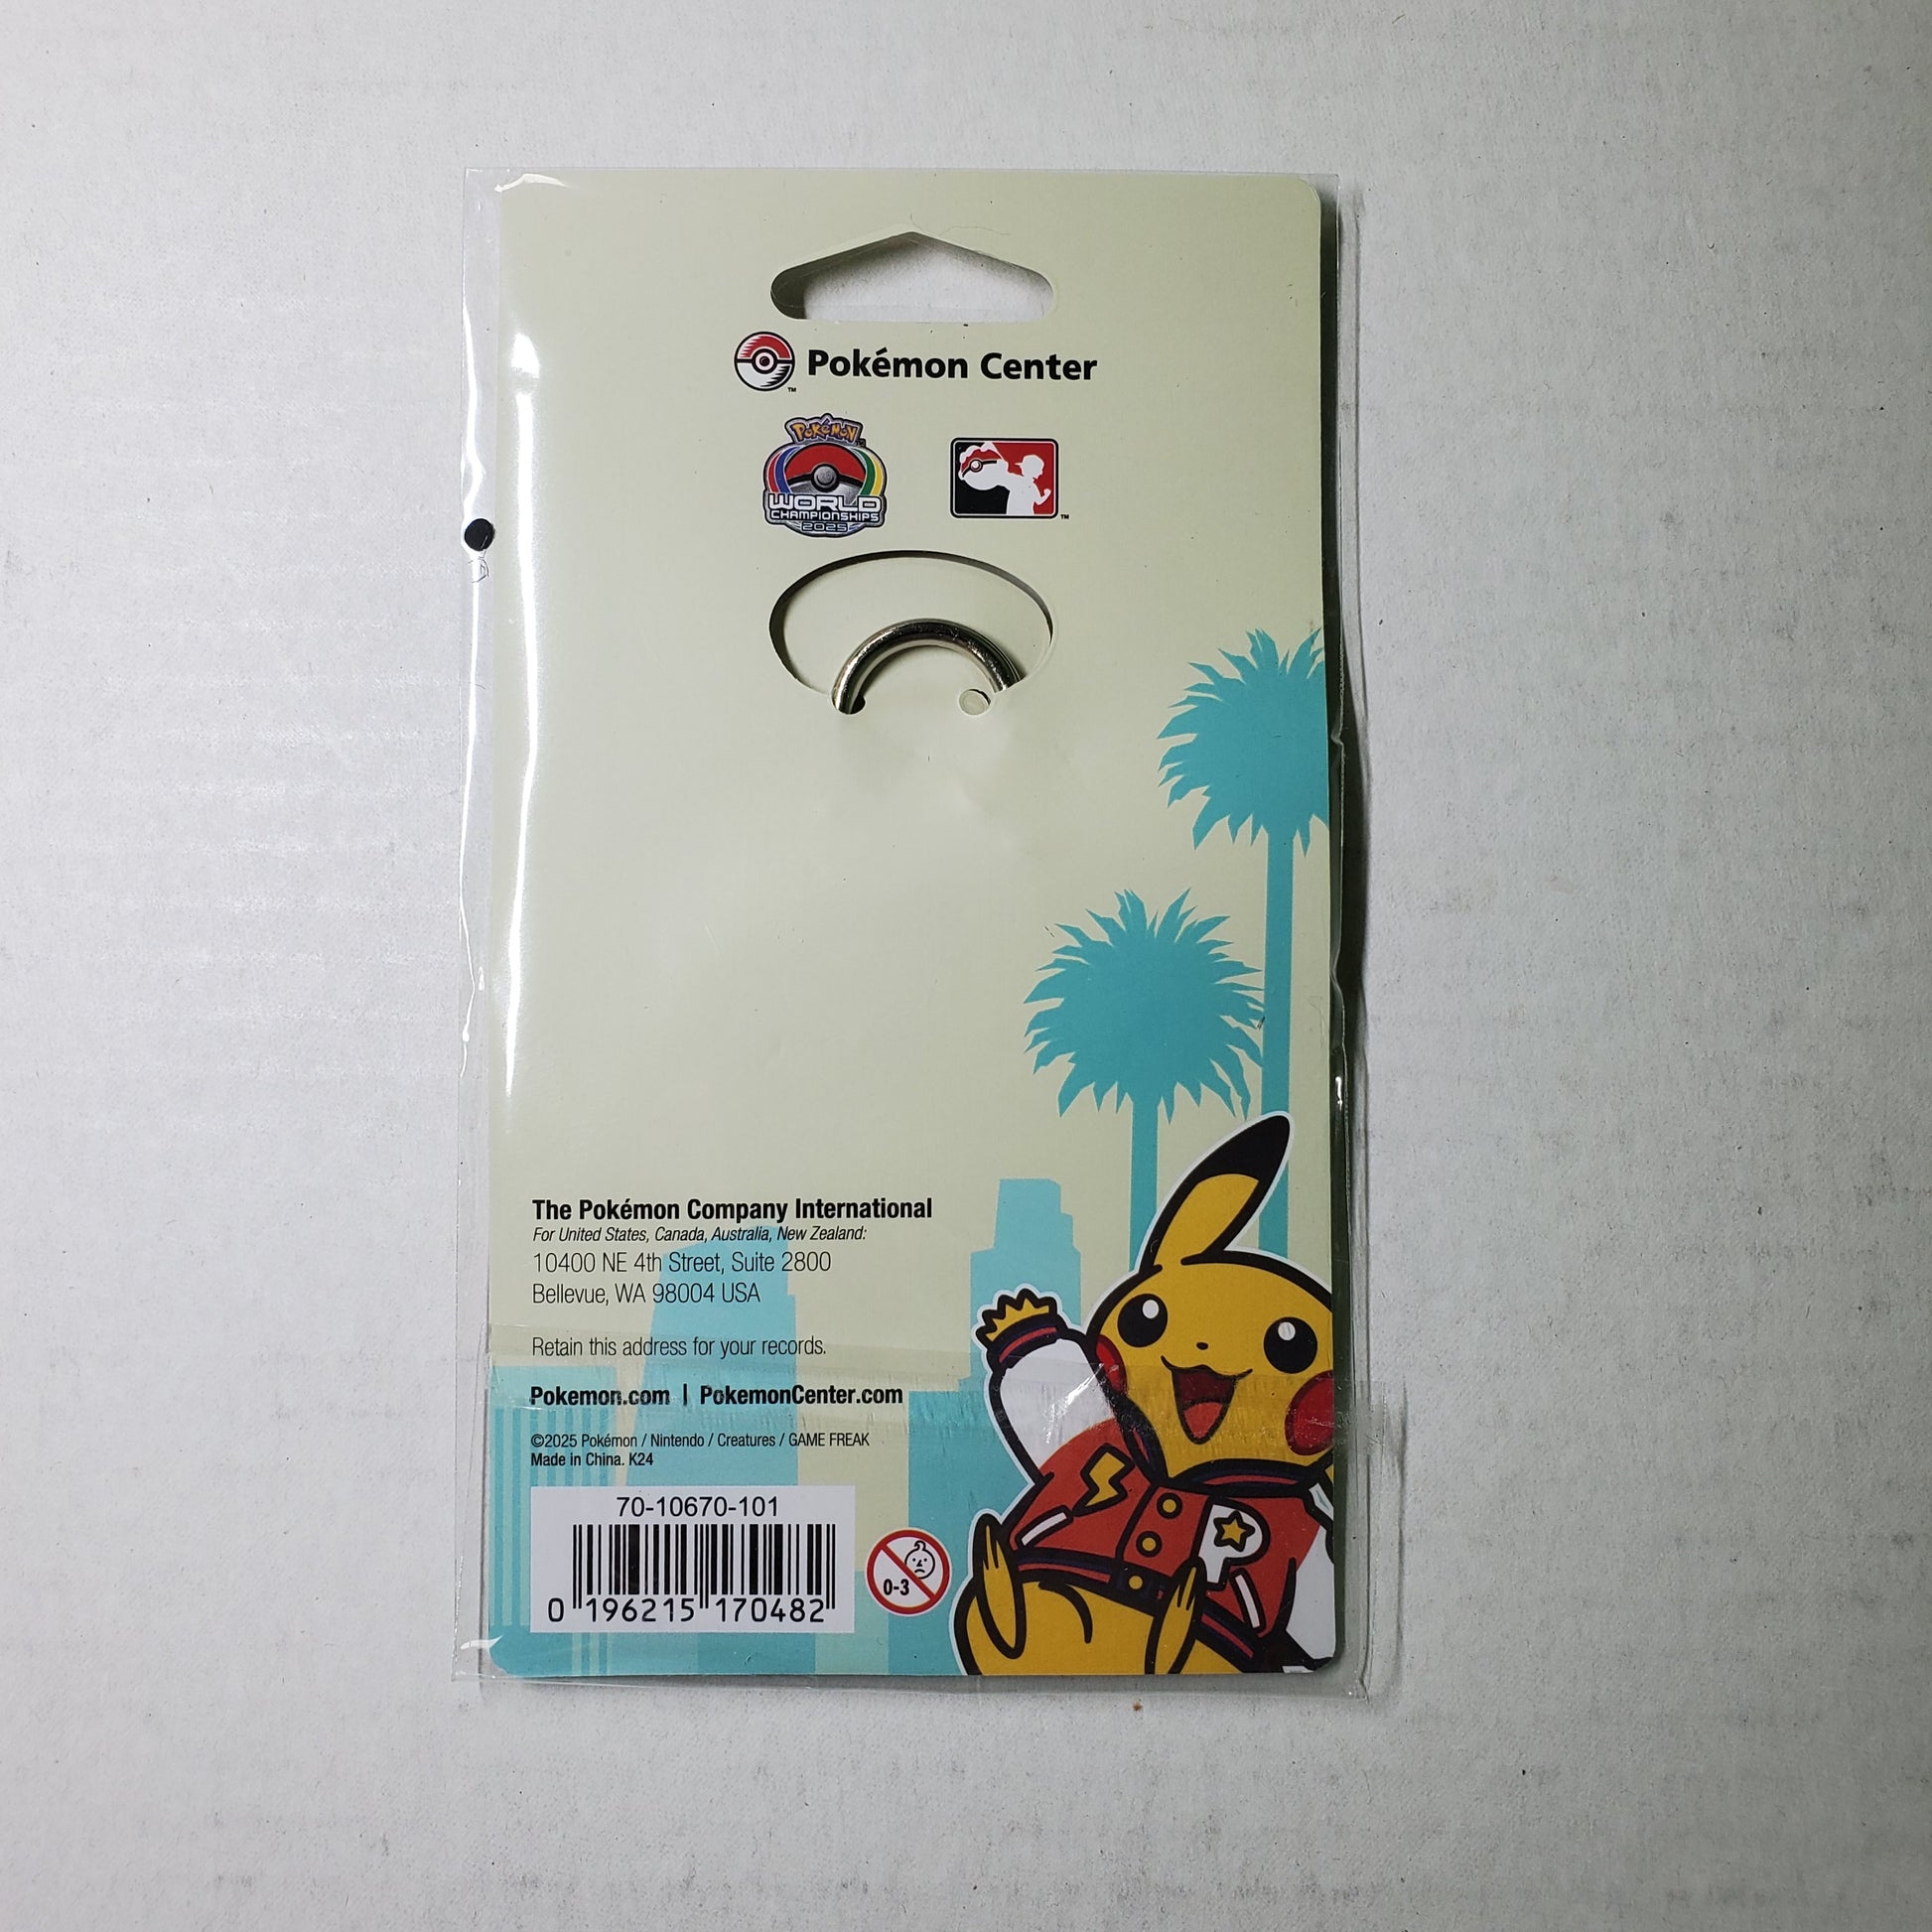 Pokémon Center
™
POKéMON
WORLD
CHAMPIONSHIPS
2025
™
The Pokémon Company International
For United States, Canada, Australia, New Zealand:
10400 NE 4th Street, Suite 2800
Bellevue, WA 98004 USA
Retain this address for your records.
Pokemon.com | PokemonCenter.com
©2025 Pokémon / Nintendo / Creatures / GAME FREAK
Made in China. K24
70-10670-101
0 196215 170482
0-3
P